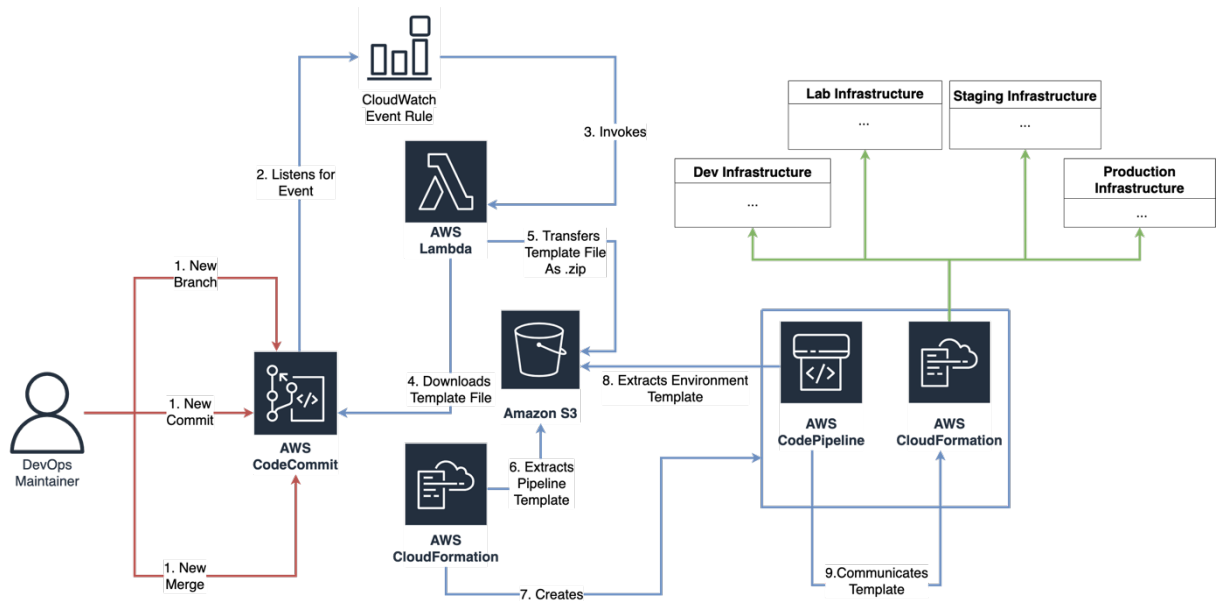 CloudWatch
Event Rule
Lab Infrastructure
...
Staging Infrastructure
...
3. Invokes
2. Listens for
Event
Dev Infrastructure
...
Production
Infrastructure
...
AWS
Lambda
5. Transfers
Template File
As .zip
1. New
Branch
4. Downloads
Template File
8. Extracts Environment
Template
1. New
Commit
Amazon S3
AWS
CodePipeline
AWS
CloudFormation
DevOps
Maintainer
AWS
CodeCommit
6. Extracts
Pipeline
Template
AWS
CloudFormation
1. New
Merge
7. Creates
9.Communicates
Template